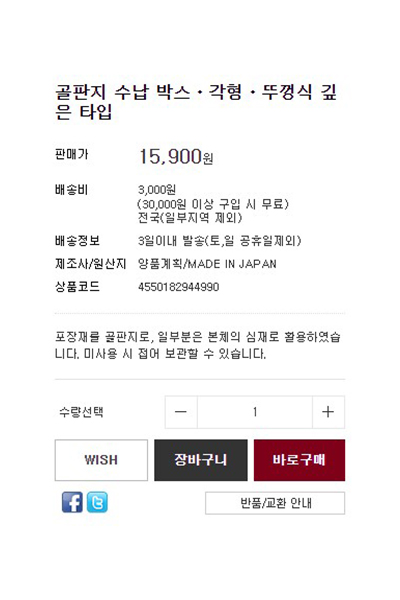 골판지 수납 박스・각형・뚜껑식 깊
은 타입
판매가 15,900원
배송비 3,000원
(30,000원 이상 구입 시 무료)
전국(일부지역 제외)
배송정보 3일이내 발송(토,일 공휴일제외)
제조사/원산지 양품계획/MADE IN JAPAN
상품코드 4550182944990
포장재를 골판지로, 일부분은 본체의 심재로 활용하였습
니다. 미사용 시 접어 보관할 수 있습니다.
수량선택 — 1 +
WISH 장바구니 바로구매
반품/교환 안내